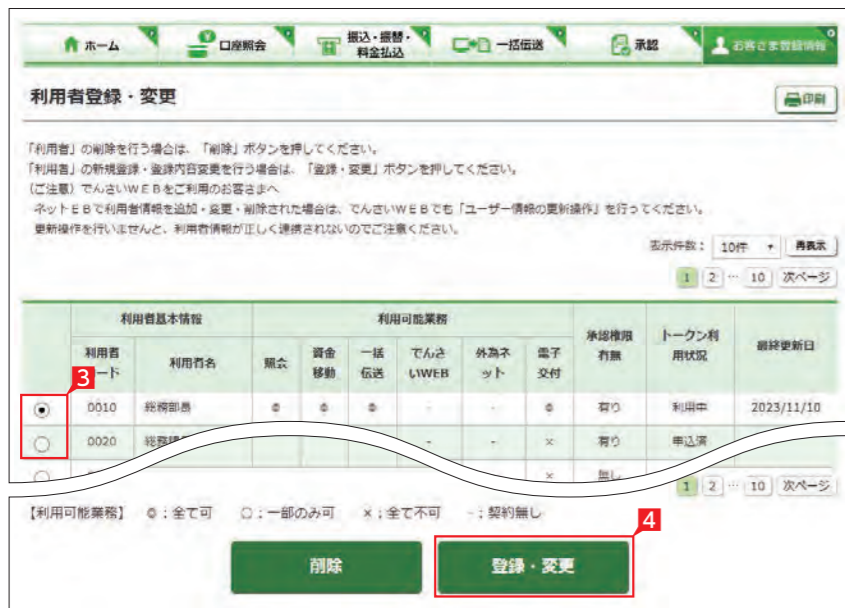 ホーム 口座照会 振込・振替・料金払込 一括伝送 承認 お客さま登録情報
利用者登録・変更
印刷
「利用者」の削除を行う場合は、「削除」ボタンを押してください。
「利用者」の新規登録・登録内容変更を行う場合は、「登録・変更」ボタンを押してください。
(ご注意)でんさいWEBをご利用のお客さまへ
ネットEBで利用者情報を追加・変更・削除された場合は、でんさいWEBでも「ユーザー情報の更新操作」を行ってください。
更新操作を行いませんと、利用者情報が正しく連携されないのでご注意ください。
表示件数: 10件 再表示
1 2 … 10 次ページ
利用者基本情報 利用可能業務 承認権限有無 トークン利用状況 最終更新日
利用者 ード 利用者名 照会 資金移動 一括伝送 でんさいWEB 外為ネット 電子交付
3
0010 総務部長 ◎ ◎ ◎ - - ◎ 有り 利用中 2023/11/10
0020 総務 - - × 有り 申込済
× 無し
1 2 … 10 次ページ
【利用可能業務】 ◎:全て可 ○:一部のみ可 ×:全て不可 -:契約無し
4
削除 登録・変更